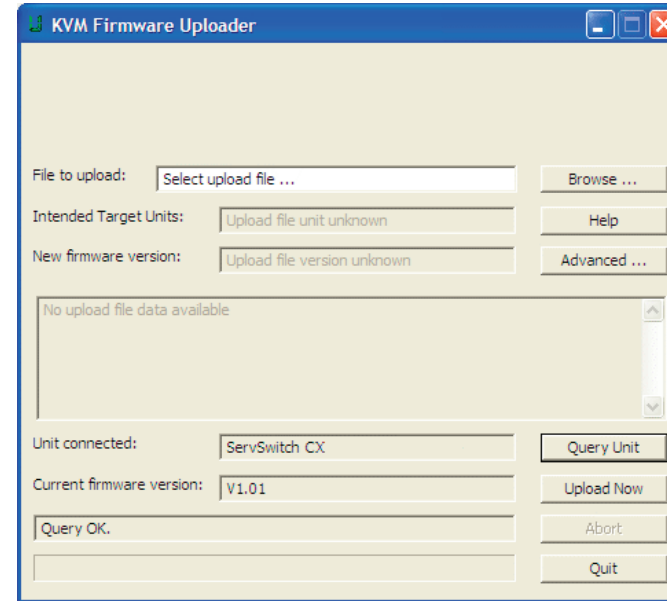 KVM Firmware Uploader
File to upload: Select upload file ... Browse ...
Intended Target Units: Upload file unit unknown Help
New firmware version: Upload file version unknown Advanced ...
No upload file data available
Unit connected: ServSwitch CX Query Unit
Current firmware version: V1.01 Upload Now
Query OK. Abort
Quit